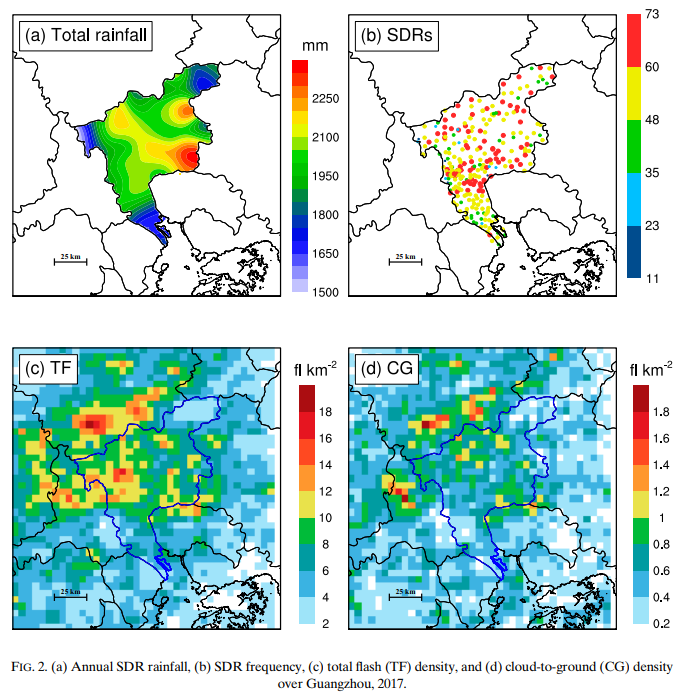 (a) Total rainfall
mm
2250
2100
1950
1800
1650
1500
25 km
(b) SDRs
73
60
48
35
23
11
25 km
(c) TF
fl km-2
18
16
14
12
10
8
6
4
2
25 km
(d) CG
fl km-2
1.8
1.6
1.4
1.2
1
0.8
0.6
0.4
0.2
25 km
FIG. 2. (a) Annual SDR rainfall, (b) SDR frequency, (c) total flash (TF) density, and (d) cloud-to-ground (CG) density
over Guangzhou, 2017.